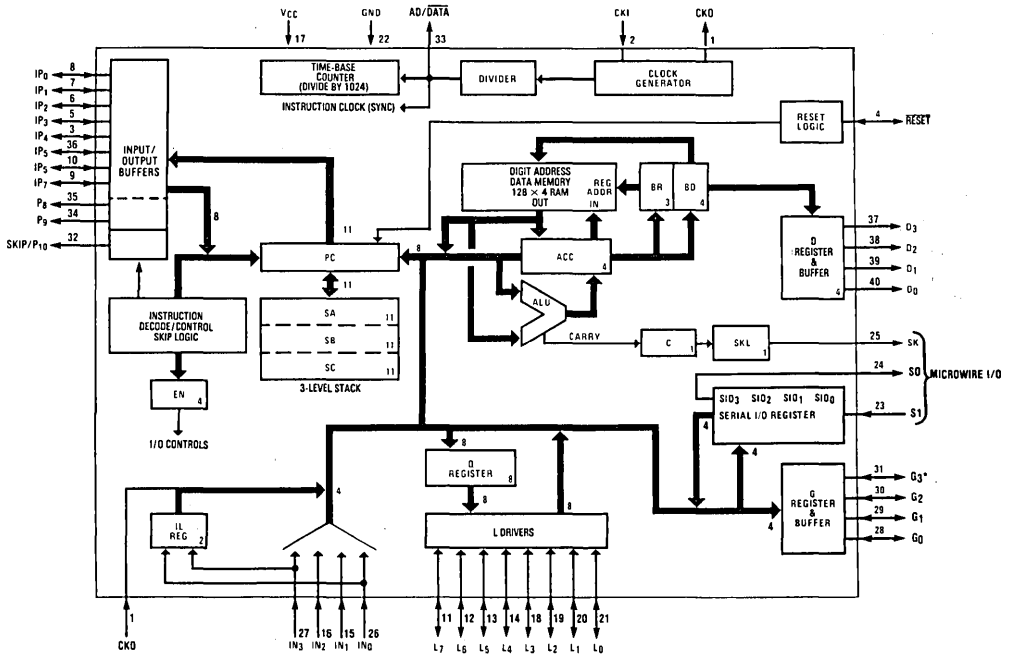 VCC
17
GND
22
AD/DATA
33
CKI
2
CKO
1
TIME-BASE
COUNTER
(DIVIDE BY 1024)
DIVIDER
CLOCK
GENERATOR
INSTRUCTION CLOCK (SYNC)
RESET
LOGIC
4
RESET
IP0
8
IP1
7
IP2
6
IP3
5
IP4
3
IP5
36
IP5
10
IP7
9
P8
35
P9
34
SKIP/P10
32
INPUT/
OUTPUT
BUFFERS
8
11
DIGIT ADDRESS
DATA MEMORY
128 × 4 RAM
OUT
REG
ADDR
IN
BR
3
BD
4
D
REGISTER
&
BUFFER
4
37
D3
38
D2
39
D1
40
D0
PC
8
ACC
4
11
INSTRUCTION
DECODE/CONTROL
SKIP LOGIC
SA
11
SB
11
SC
11
3-LEVEL STACK
ALU
CARRY
C
1
SKL
1
25
SK
24
SO
23
S1
MICROWIRE I/O
EN
4
I/O CONTROLS
SIO3 SIO2 SIO1 SIO0
SERIAL I/O REGISTER
4
4
8
Q
REGISTER
8
8
8
L DRIVERS
G
REGISTER
&
BUFFER
4
31
G3*
30
G2
29
G1
28
G0
IL
REG
2
4
1
CKO
27
IN3
16
IN2
15
IN1
26
IN0
11
L7
12
L6
13
L5
14
L4
18
L3
19
L2
20
L1
21
L0